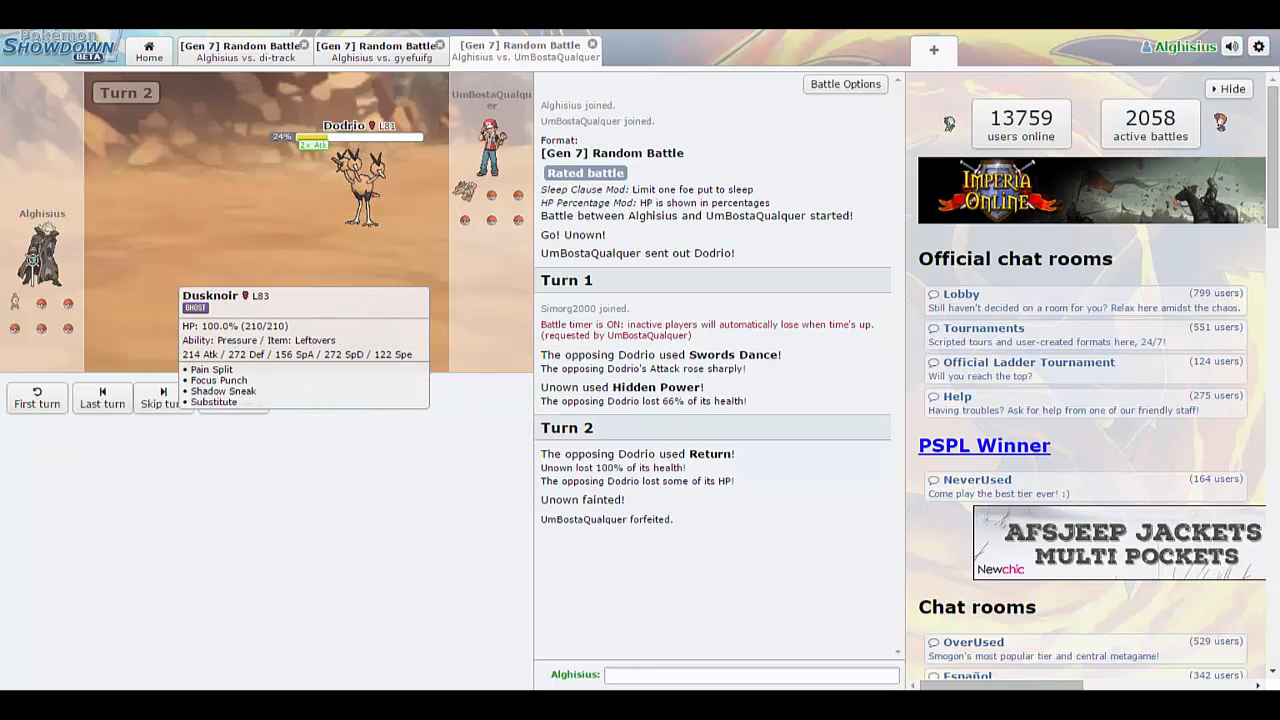 Pokémon
SHOWDOWN
BETA
Home
[Gen 7] Random Battle
Alghisius vs. di-track
[Gen 7] Random Battle
Alghisius vs. gyefuifg
[Gen 7] Random Battle
Alghisius vs. UmBostaQualquer
+
Alghisius
Turn 2
UmBostaQualqu
er
Dodrio L81
24%
2× Atk
Alghisius
Dusknoir L83
GHOST
HP: 100.0% (210/210)
Ability: Pressure / Item: Leftovers
214 Atk / 272 Def / 156 SpA / 272 SpD / 122 Spe
• Pain Split
• Focus Punch
• Shadow Sneak
• Substitute
First turn
Last turn
Skip tu
Battle Options
Alghisius joined.
UmBostaQualquer joined.
Format:
[Gen 7] Random Battle
Rated battle
Sleep Clause Mod: Limit one foe put to sleep
HP Percentage Mod: HP is shown in percentages
Battle between Alghisius and UmBostaQualquer started!
Go! Unown!
UmBostaQualquer sent out Dodrio!
Turn 1
Simorg2000 joined.
Battle timer is ON: inactive players will automatically lose when time's up.
(requested by UmBostaQualquer)
The opposing Dodrio used Swords Dance!
The opposing Dodrio's Attack rose sharply!
Unown used Hidden Power!
The opposing Dodrio lost 66% of its health!
Turn 2
The opposing Dodrio used Return!
Unown lost 100% of its health!
The opposing Dodrio lost some of its HP!
Unown fainted!
UmBostaQualquer forfeited.
Alghisius:
Hide
13759
users online
2058
active battles
IMPERIA
ONLINE
Official chat rooms
Lobby (799 users)
Still haven't decided on a room for you? Relax here amidst the chaos.
Tournaments (551 users)
Scripted tours and user-created formats here, 24/7!
Official Ladder Tournament (124 users)
Will you reach the top?
Help (275 users)
Having troubles? Ask for help from one of our friendly staff!
PSPL Winner
NeverUsed (164 users)
Come play the best tier ever! :)
AFSJEEP JACKETS
MULTI POCKETS
Newchic
Chat rooms
OverUsed (529 users)
Smogon's most popular tier and central metagame!
Español (342 users)